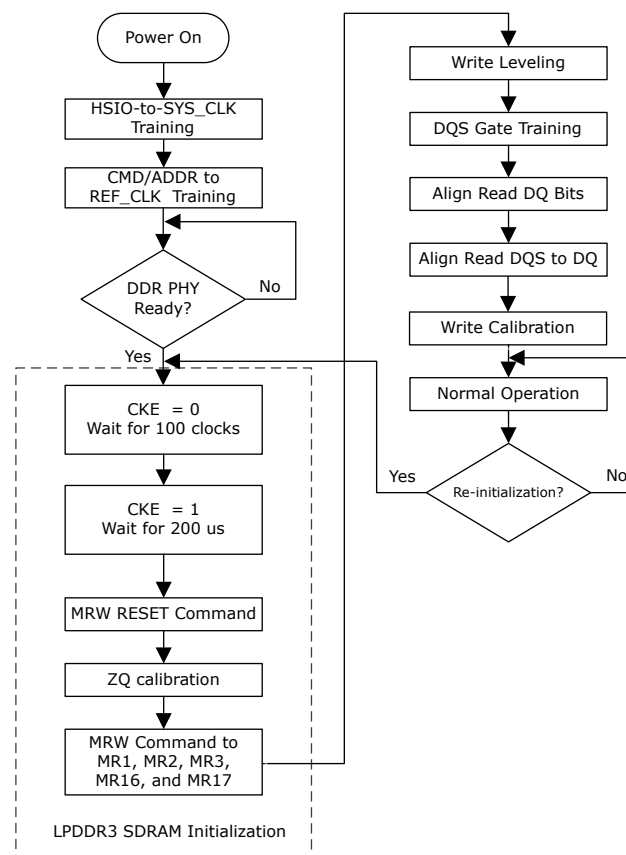 Power On
HSIO-to-SYS_CLK
Training
CMD/ADDR to
REF_CLK Training
DDR PHY
Ready?
No
Yes
CKE = 0
Wait for 100 clocks
CKE = 1
Wait for 200 us
MRW RESET Command
ZQ calibration
MRW Command to
MR1, MR2, MR3,
MR16, and MR17
LPDDR3 SDRAM Initialization
Write Leveling
DQS Gate Training
Align Read DQ Bits
Align Read DQS to DQ
Write Calibration
Normal Operation
Re-initialization?
Yes
No